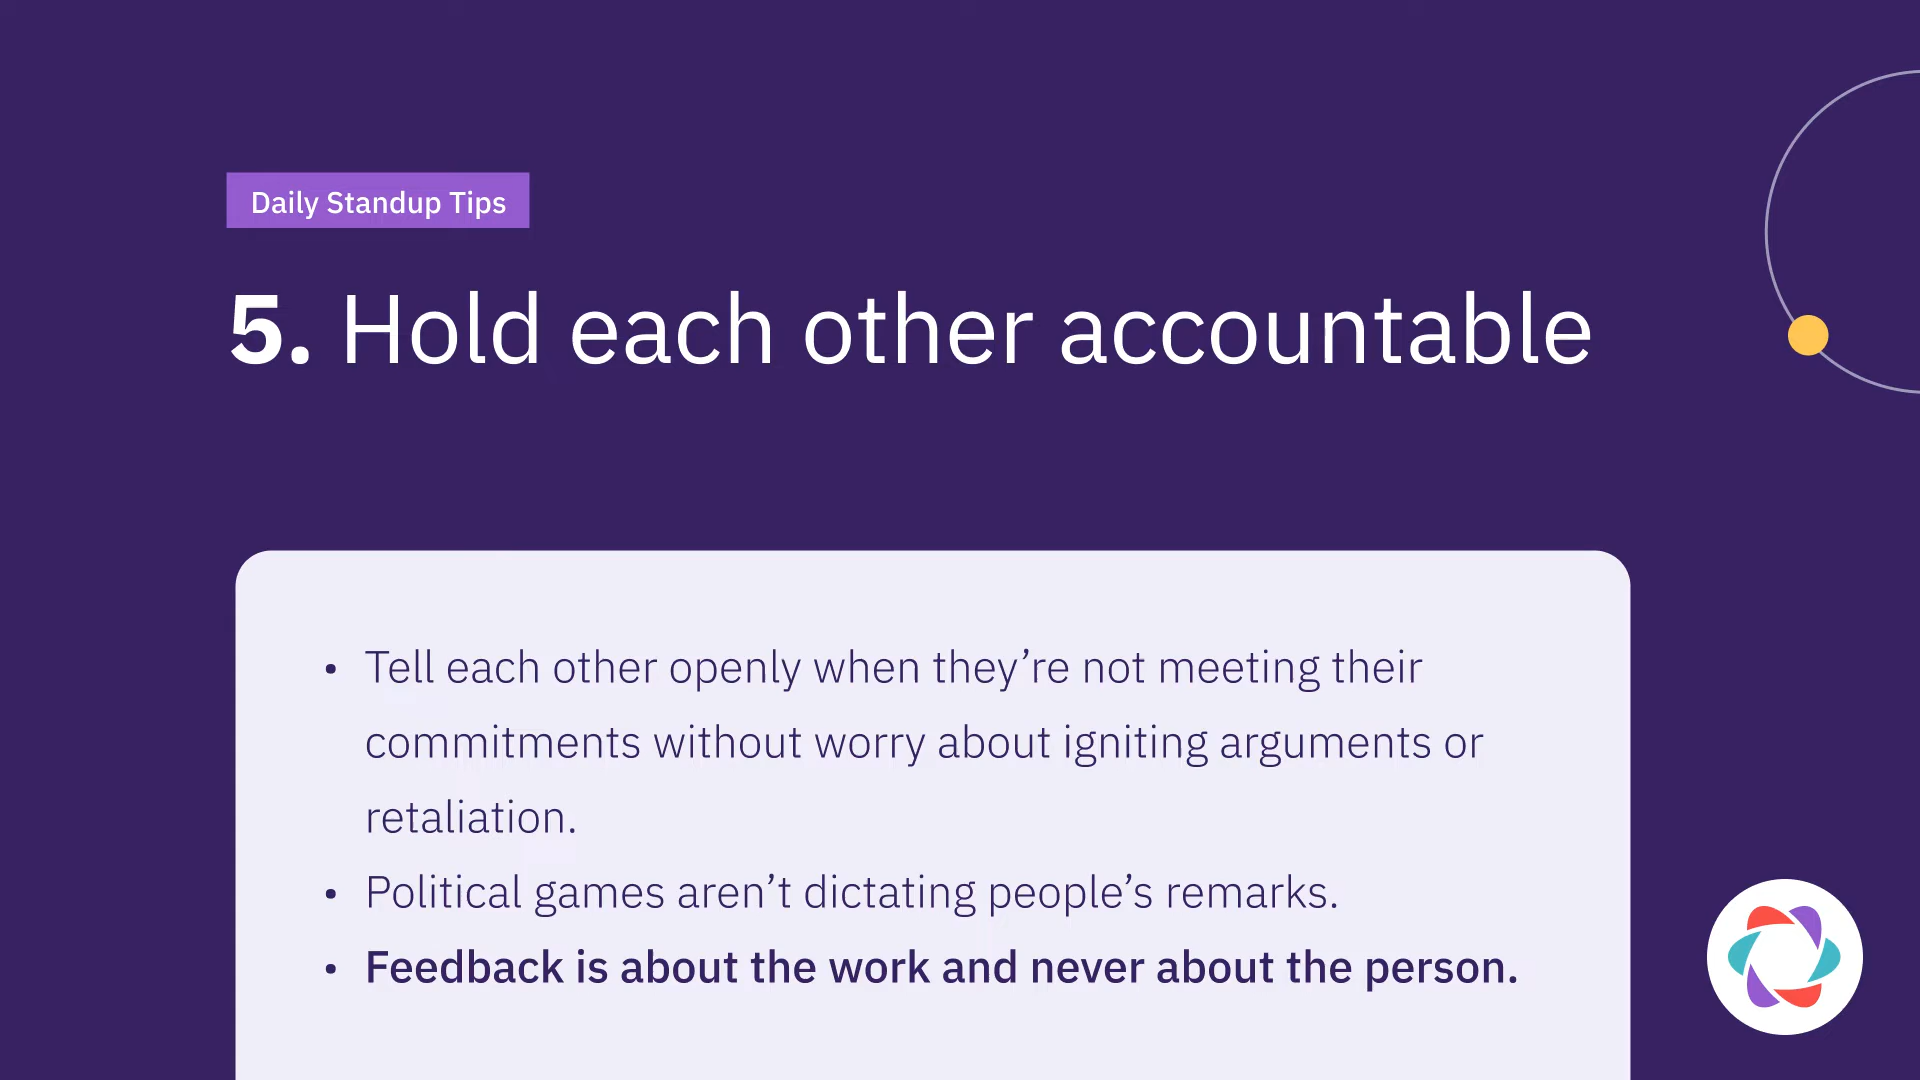 Daily Standup Tips
5. Hold each other accountable
• Tell each other openly when they’re not meeting their
commitments without worry about igniting arguments or
retaliation.
• Political games aren’t dictating people’s remarks.
• Feedback is about the work and never about the person.